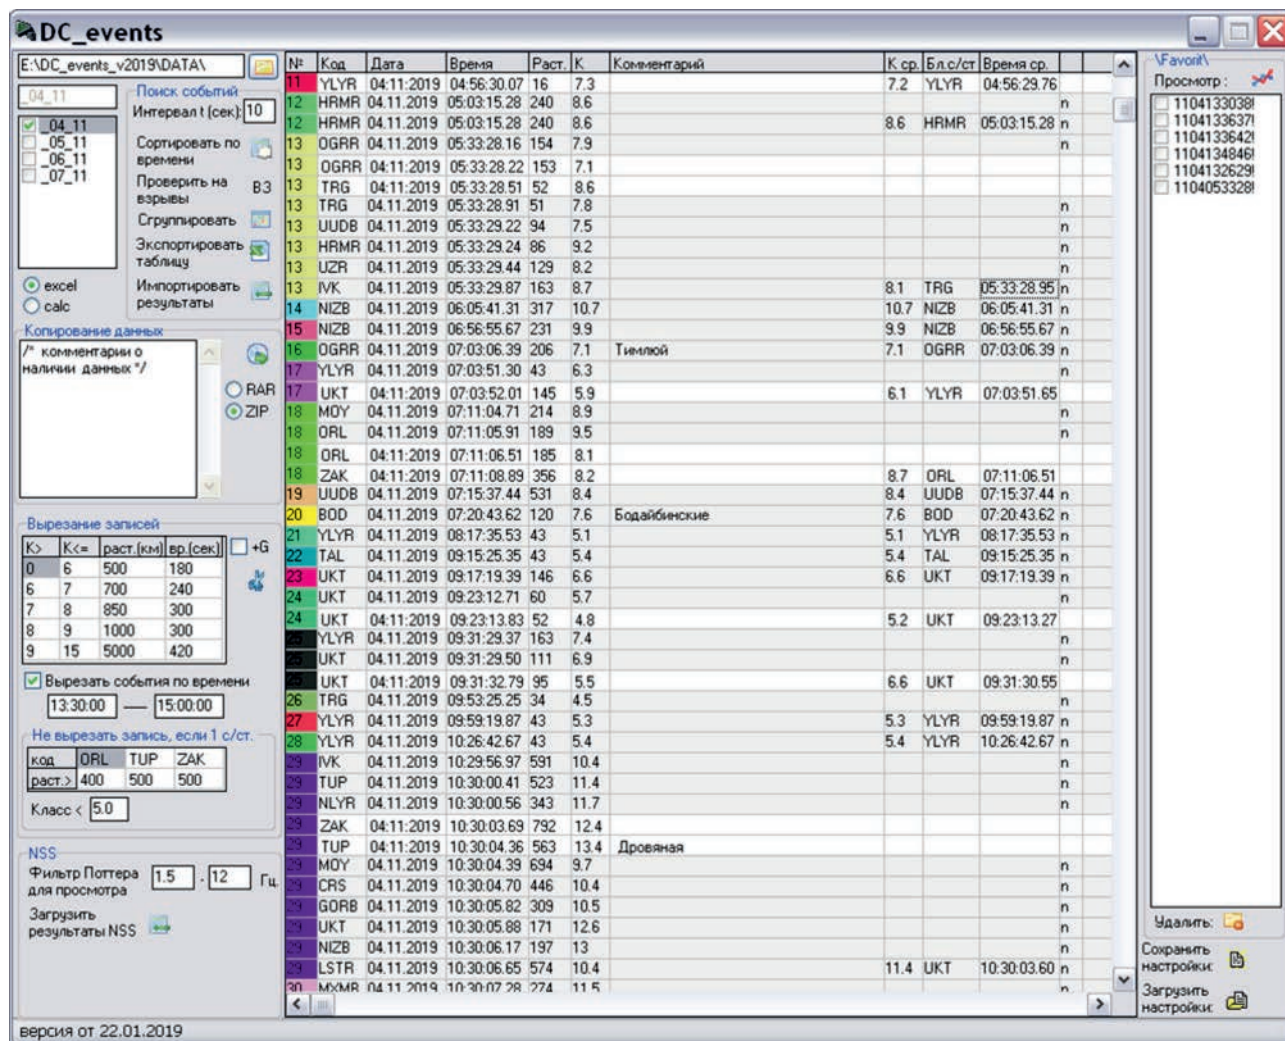 DC_events
E:\DC_events_v2019\DATA\
_04_11
_04_11
_05_11
_06_11
_07_11
excel
calc
Поиск событий
Интервал t (сек): 10
Сортировать по
времени
Проверить на
взрывы
ВЗ
Сгруппировать
Экспортировать
таблицу
Импортировать
результаты
Копирование данных
/* комментарии о
наличии данных */
RAR
ZIP
Вырезание записей
K> K<= раст.(км) вр.(сек) +G
0 6 500 180
6 7 700 240
7 8 850 300
8 9 1000 300
9 15 5000 420
Вырезать события по времени
13:30:00 — 15:00:00
Не вырезать запись, если 1 с/ст.
код ORL TUP ZAK
раст.> 400 500 500
Класс < 5.0
NSS
Фильтр Поттера
для просмотра
1.5 - 12 Гц.
Загрузить
результаты NSS
№ Код Дата Время Раст. К Комментарий К ср. Бл.с/ст Время ср.
11 YLYR 04:11:2019 04:56:30.07 16 7.3 7.2 YLYR 04:56:29.76
12 HRMR 04.11.2019 05:03:15.28 240 8.6 n
12 HRMR 04.11.2019 05:03:15.28 240 8.6 8.6 HRMR 05:03:15.28 n
13 OGRR 04.11.2019 05:33:28.16 154 7.9 n
13 OGRR 04:11:2019 05:33:28.22 153 7.1
13 TRG 04:11:2019 05:33:28.51 52 8.6
13 TRG 04.11.2019 05:33:28.91 51 7.8 n
13 UUDB 04.11.2019 05:33:29.22 94 7.5 n
13 HRMR 04.11.2019 05:33:29.24 86 9.2 n
13 UZR 04.11.2019 05:33:29.44 129 8.2 n
13 IVK 04.11.2019 05:33:29.87 163 8.7 8.1 TRG 05:33:28.95 n
14 NIZB 04.11.2019 06:05:41.31 317 10.7 10.7 NIZB 06:05:41.31 n
15 NIZB 04.11.2019 06:56:55.67 231 9.9 9.9 NIZB 06:56:55.67 n
16 OGRR 04.11.2019 07:03:06.39 206 7.1 Тимлюй 7.1 OGRR 07:03:06.39 n
17 YLYR 04.11.2019 07:03:51.30 43 6.3 n
17 UKT 04:11:2019 07:03:52.01 145 5.9 6.1 YLYR 07:03:51.65
18 MOY 04.11.2019 07:11:04.71 214 8.9 n
18 ORL 04.11.2019 07:11:05.91 189 9.5 n
18 ORL 04:11:2019 07:11:06.51 185 8.1
18 ZAK 04:11:2019 07:11:08.89 356 8.2 8.7 ORL 07:11:06.51
19 UUDB 04.11.2019 07:15:37.44 531 8.4 8.4 UUDB 07:15:37.44 n
20 BOD 04.11.2019 07:20:43.62 120 7.6 Бодайбинские 7.6 BOD 07:20:43.62 n
21 YLYR 04.11.2019 08:17:35.53 43 5.1 5.1 YLYR 08:17:35.53 n
22 TAL 04.11.2019 09:15:25.35 43 5.4 5.4 TAL 09:15:25.35 n
23 UKT 04.11.2019 09:17:19.39 146 6.6 6.6 UKT 09:17:19.39 n
24 UKT 04.11.2019 09:23:12.71 60 5.7 n
24 UKT 04:11:2019 09:23:13.83 52 4.8 5.2 UKT 09:23:13.27
25 YLYR 04.11.2019 09:31:29.37 163 7.4 n
25 UKT 04.11.2019 09:31:29.50 111 6.9 n
25 UKT 04:11:2019 09:31:32.79 95 5.5 6.6 UKT 09:31:30.55
26 TRG 04.11.2019 09:53:25.25 34 4.5 n
27 YLYR 04.11.2019 09:59:19.87 43 5.3 5.3 YLYR 09:59:19.87 n
28 YLYR 04.11.2019 10:26:42.67 43 5.4 5.4 YLYR 10:26:42.67 n
29 IVK 04.11.2019 10:29:56.97 591 10.4 n
29 TUP 04.11.2019 10:30:00.41 523 11.4 n
29 NLYR 04.11.2019 10:30:00.56 343 11.7 n
29 ZAK 04:11:2019 10:30:03.69 792 12.4
29 TUP 04:11:2019 10:30:04.36 563 13.4 Дровяная
29 MOY 04.11.2019 10:30:04.39 694 9.7 n
29 CRS 04.11.2019 10:30:04.70 446 10.4 n
29 GORB 04.11.2019 10:30:05.82 309 10.5 n
29 UKT 04.11.2019 10:30:05.88 171 12.6 n
29 NIZB 04.11.2019 10:30:06.17 197 13 n
29 LSTR 04.11.2019 10:30:06.65 574 10.4 11.4 UKT 10:30:03.60 n
30 MXMR 04.11.2019 10:30:07.28 274 11.5 n
\Favorit\
Просмотр :
1104133038!
1104133637!
1104133642!
1104134846!
1104132629!
1104053328!
Удалить:
Сохранить
настройки:
Загрузить
настройки:
версия от 22.01.2019